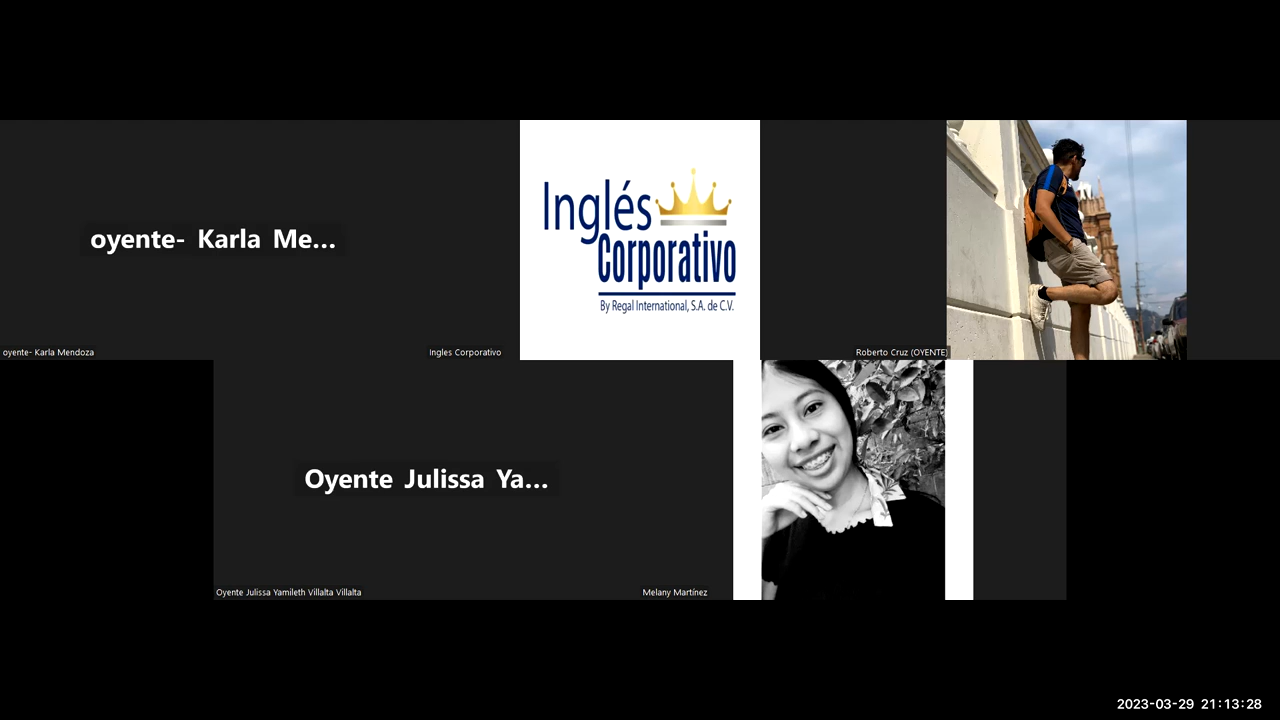 oyente- Karla Me...
oyente- Karla Mendoza
Ingles Corporativo
Inglés
Corporativo
By Regal International, S.A. de C.V.
Roberto Cruz (OYENTE)
Oyente Julissa Ya...
Oyente Julissa Yamileth Villalta Villalta
Melany Martínez
2023-03-29 21:13:28